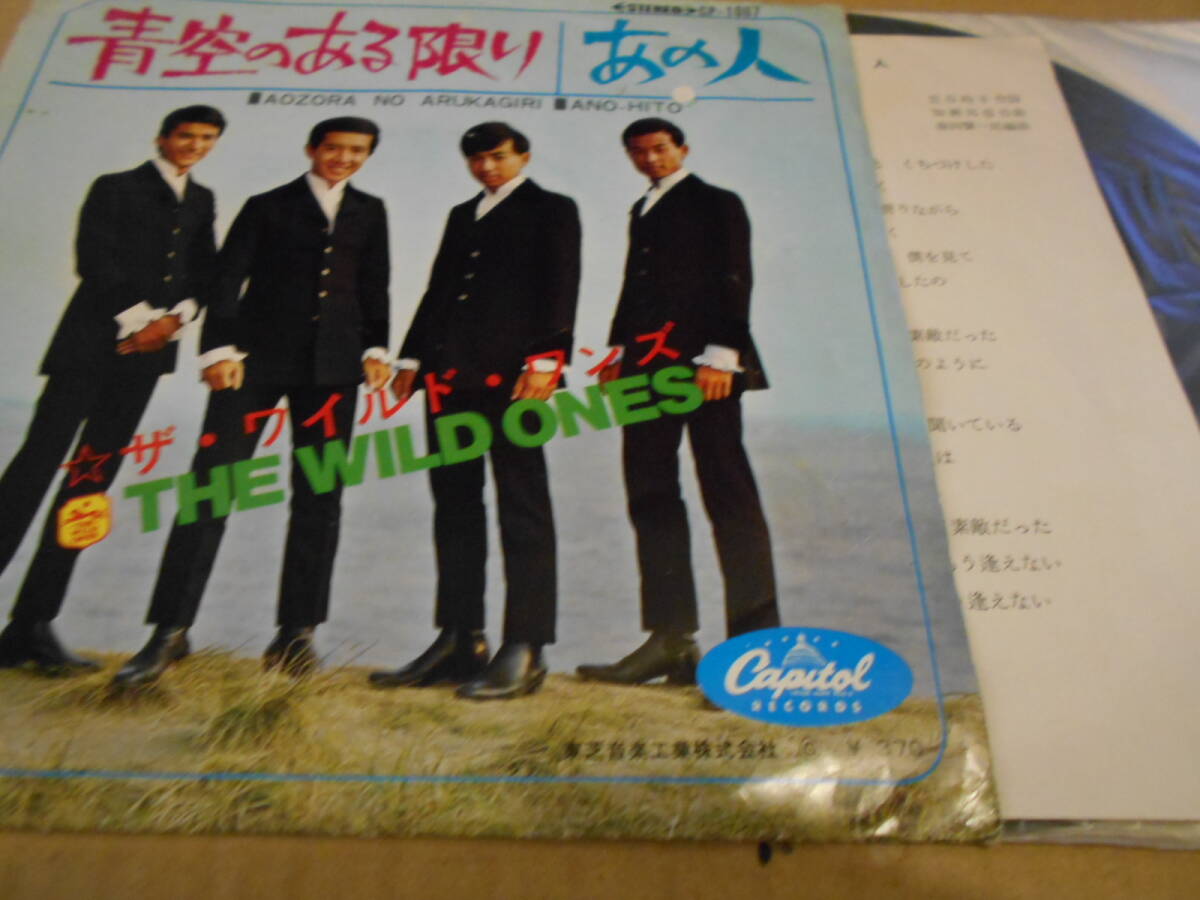 ◀STEREO▶CP-1007
青空のある限り
あの人
■AOZORA NO ARUKAGIRI ■ANO-HITO
☆ザ・ワイルド・ワンズ
THE WILD ONES
Capitol
RECORDS
東芝音楽工業株式会社 Ⓒ ¥370
人
くちづけした
ながら
く
僕を見て
したの
素敵だった
のように
聞いている
は
素敵だった
もう逢えない
逢えない